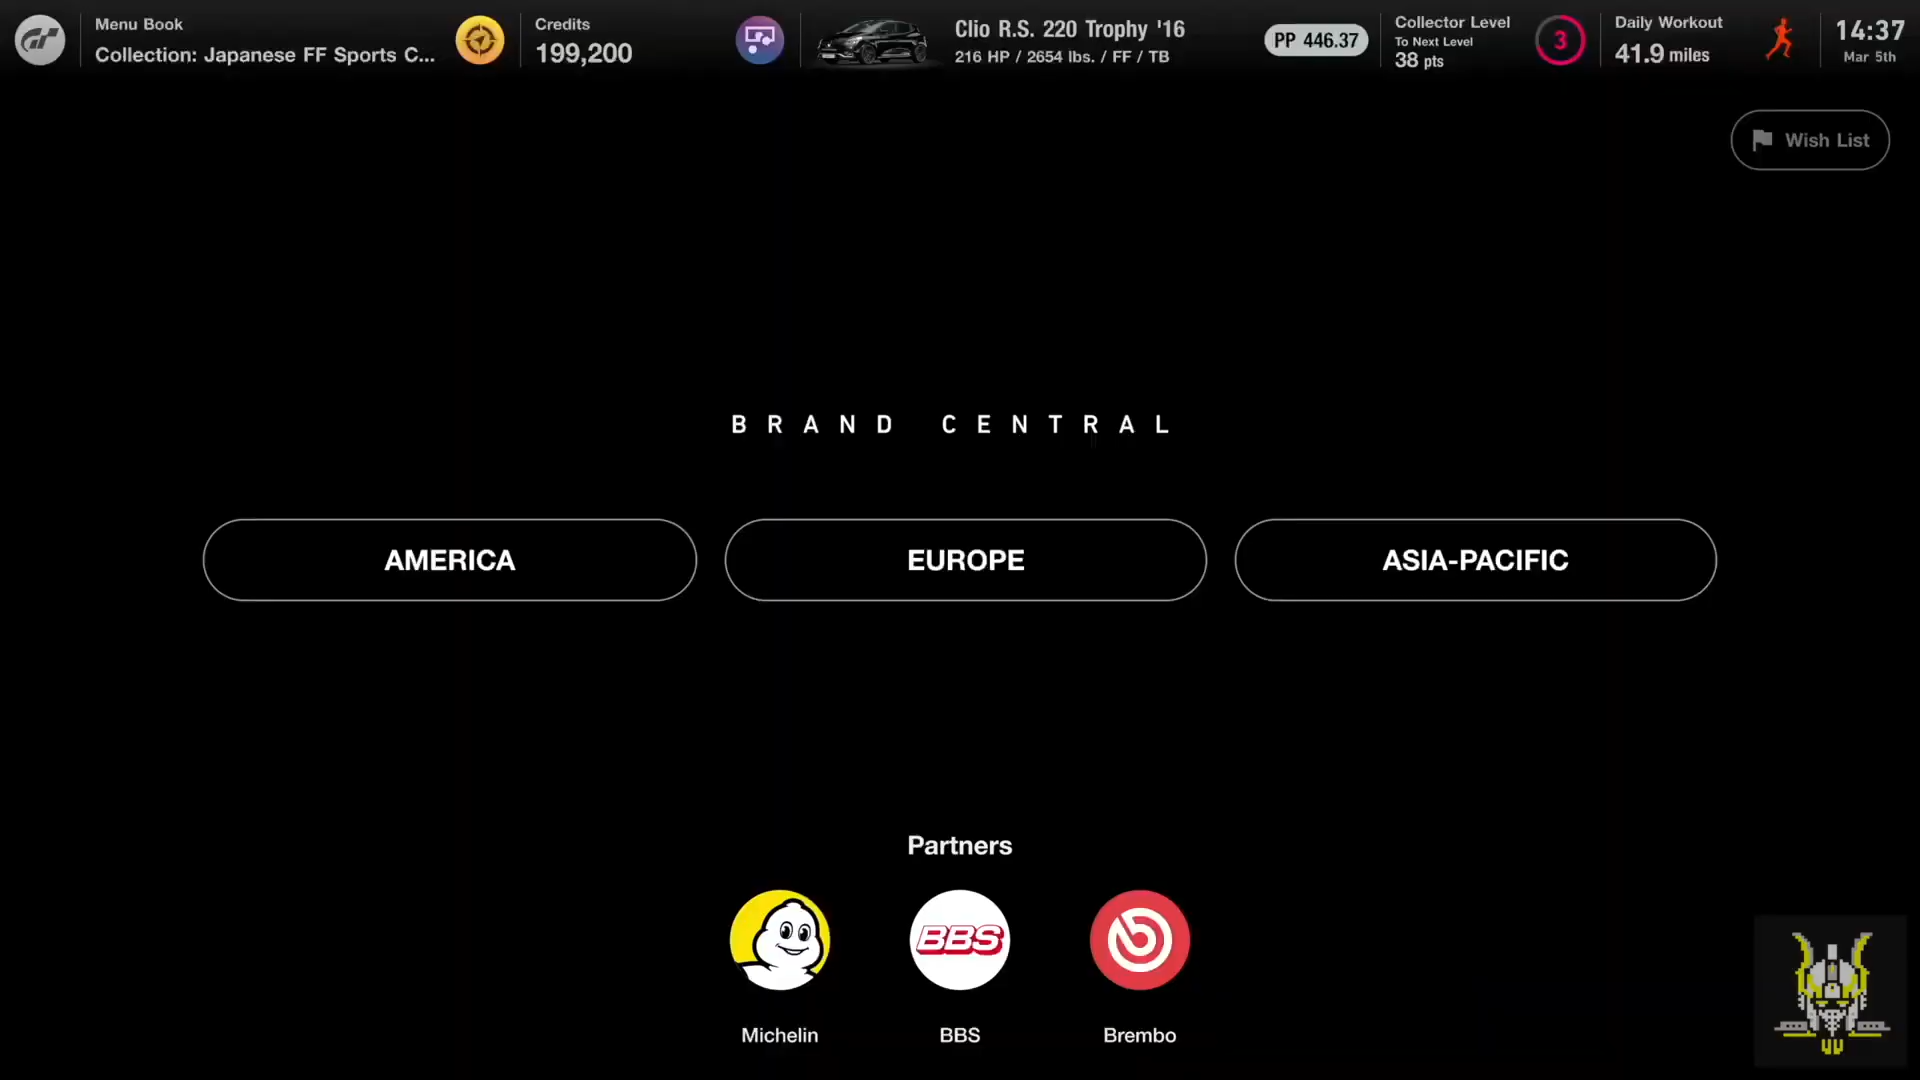 Menu Book
Collection: Japanese FF Sports C...
Credits
199,200
Clio R.S. 220 Trophy '16
216 HP / 2654 lbs. / FF / TB
PP 446.37
Collector Level
To Next Level
38 pts
3
Daily Workout
41.9 miles
14:37
Mar 5th
Wish List
BRAND CENTRAL
AMERICA
EUROPE
ASIA-PACIFIC
Partners
BBS
Michelin
BBS
Brembo